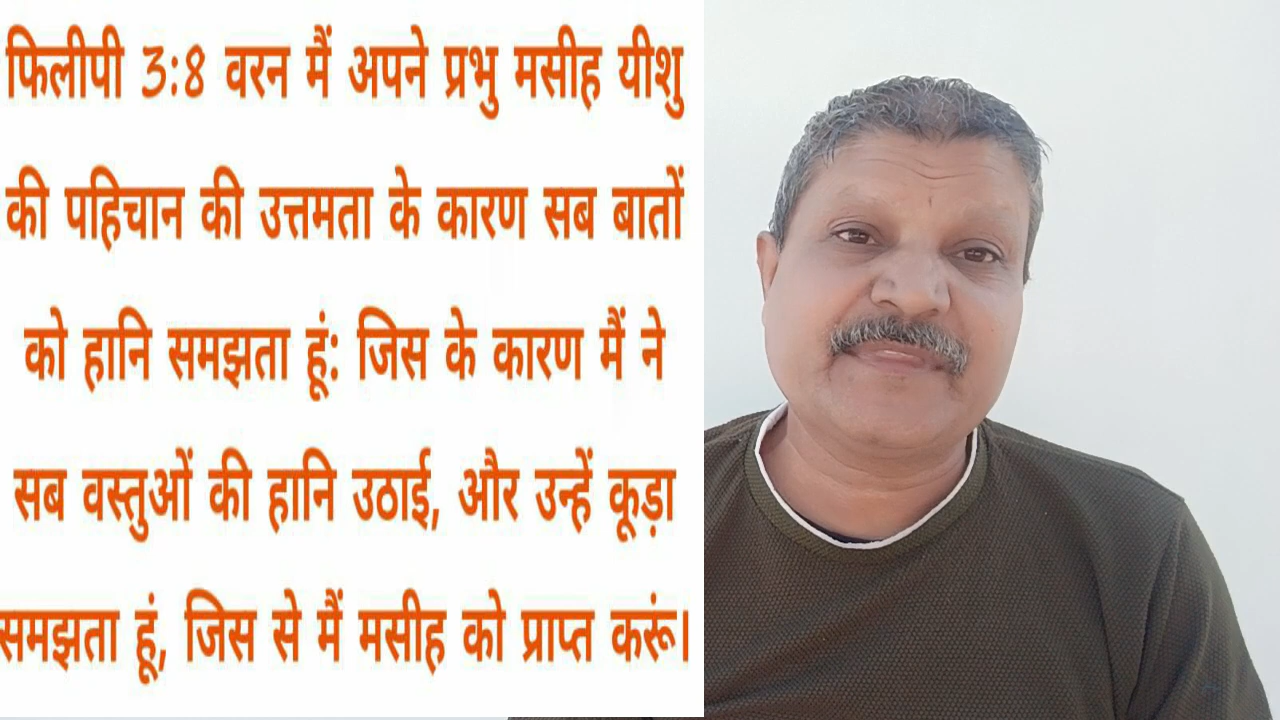 फिलीपी 3:8 वरन मैं अपने प्रभु मसीह यीशु
की पहिचान की उत्तमता के कारण सब बातों
को हानि समझता हूं: जिस के कारण मैं ने
सब वस्तुओं की हानि उठाई, और उन्हें कूड़ा
समझता हूं, जिस से मैं मसीह को प्राप्त करूं।